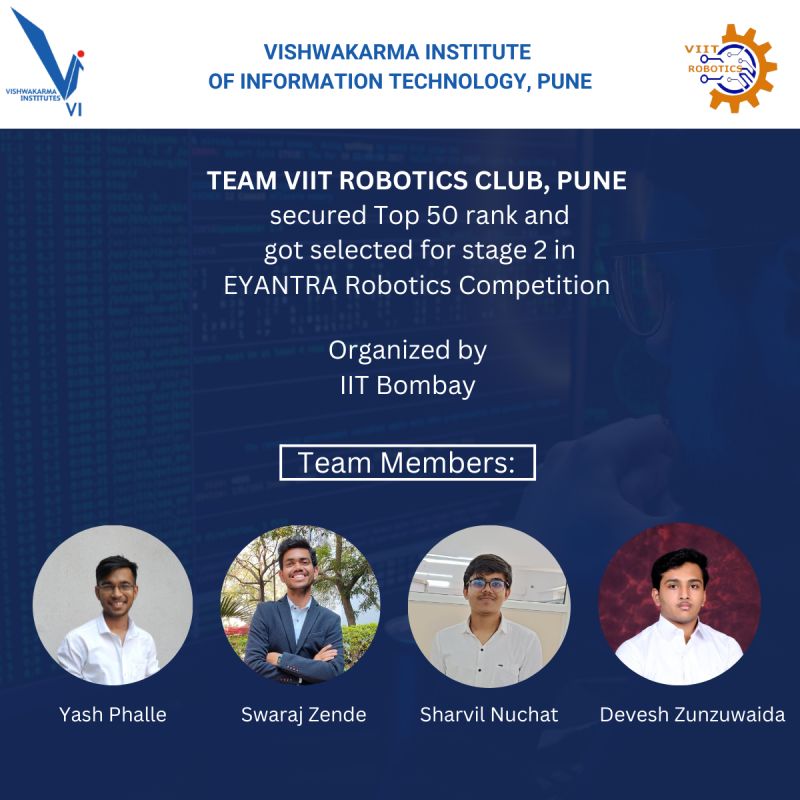 VISHWAKARMA INSTITUTE
OF INFORMATION TECHNOLOGY, PUNE
VISHWAKARMA
INSTITUTES
VI
VIIT
ROBOTICS
TEAM VIIT ROBOTICS CLUB, PUNE
secured Top 50 rank and
got selected for stage 2 in
EYANTRA Robotics Competition
Organized by
IIT Bombay
Team Members:
Yash Phalle
Swaraj Zende
Sharvil Nuchat
Devesh Zunzuwaida